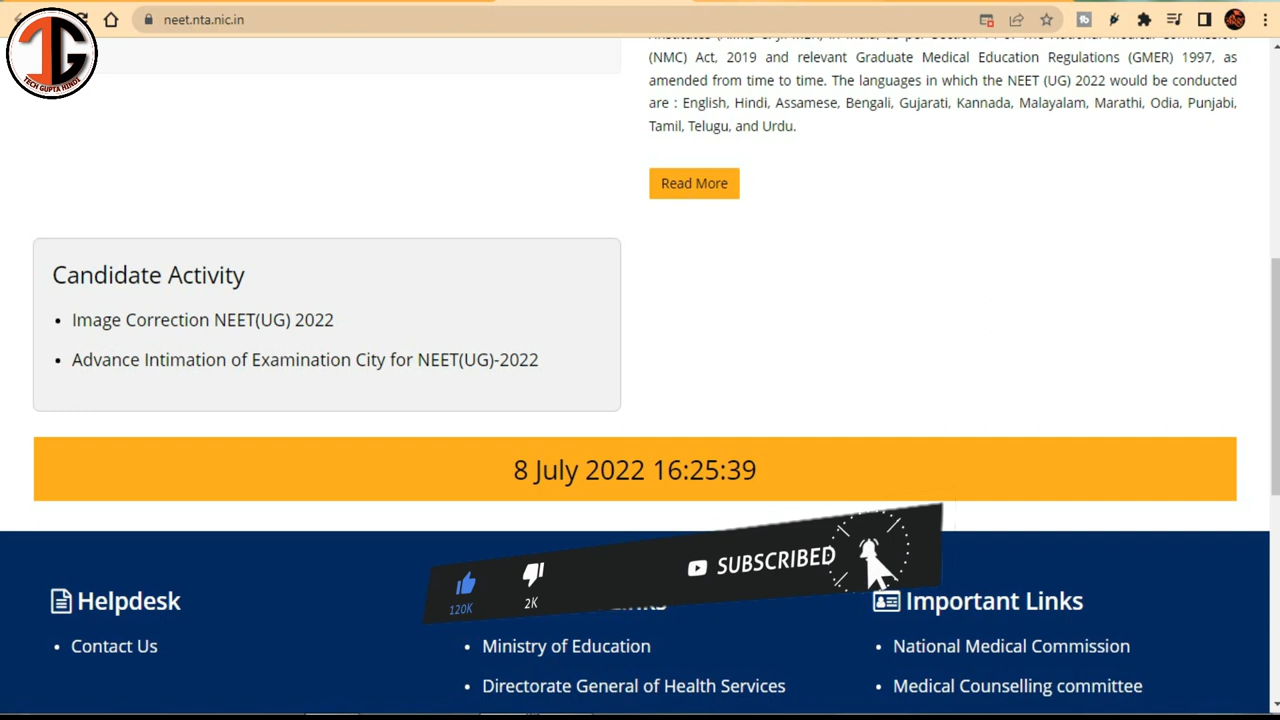 neet.nta.nic.in
TG
TECH GUPTA HINDI
(NMC) Act, 2019 and relevant Graduate Medical Education Regulations (GMER) 1997, as
amended from time to time. The languages in which the NEET (UG) 2022 would be conducted
are : English, Hindi, Assamese, Bengali, Gujarati, Kannada, Malayalam, Marathi, Odia, Punjabi,
Tamil, Telugu, and Urdu.
Read More
Candidate Activity
• Image Correction NEET(UG) 2022
• Advance Intimation of Examination City for NEET(UG)-2022
8 July 2022 16:25:39
120K
2K
SUBSCRIBED
Helpdesk
• Contact Us
• Ministry of Education
• Directorate General of Health Services
Important Links
• National Medical Commission
• Medical Counselling committee